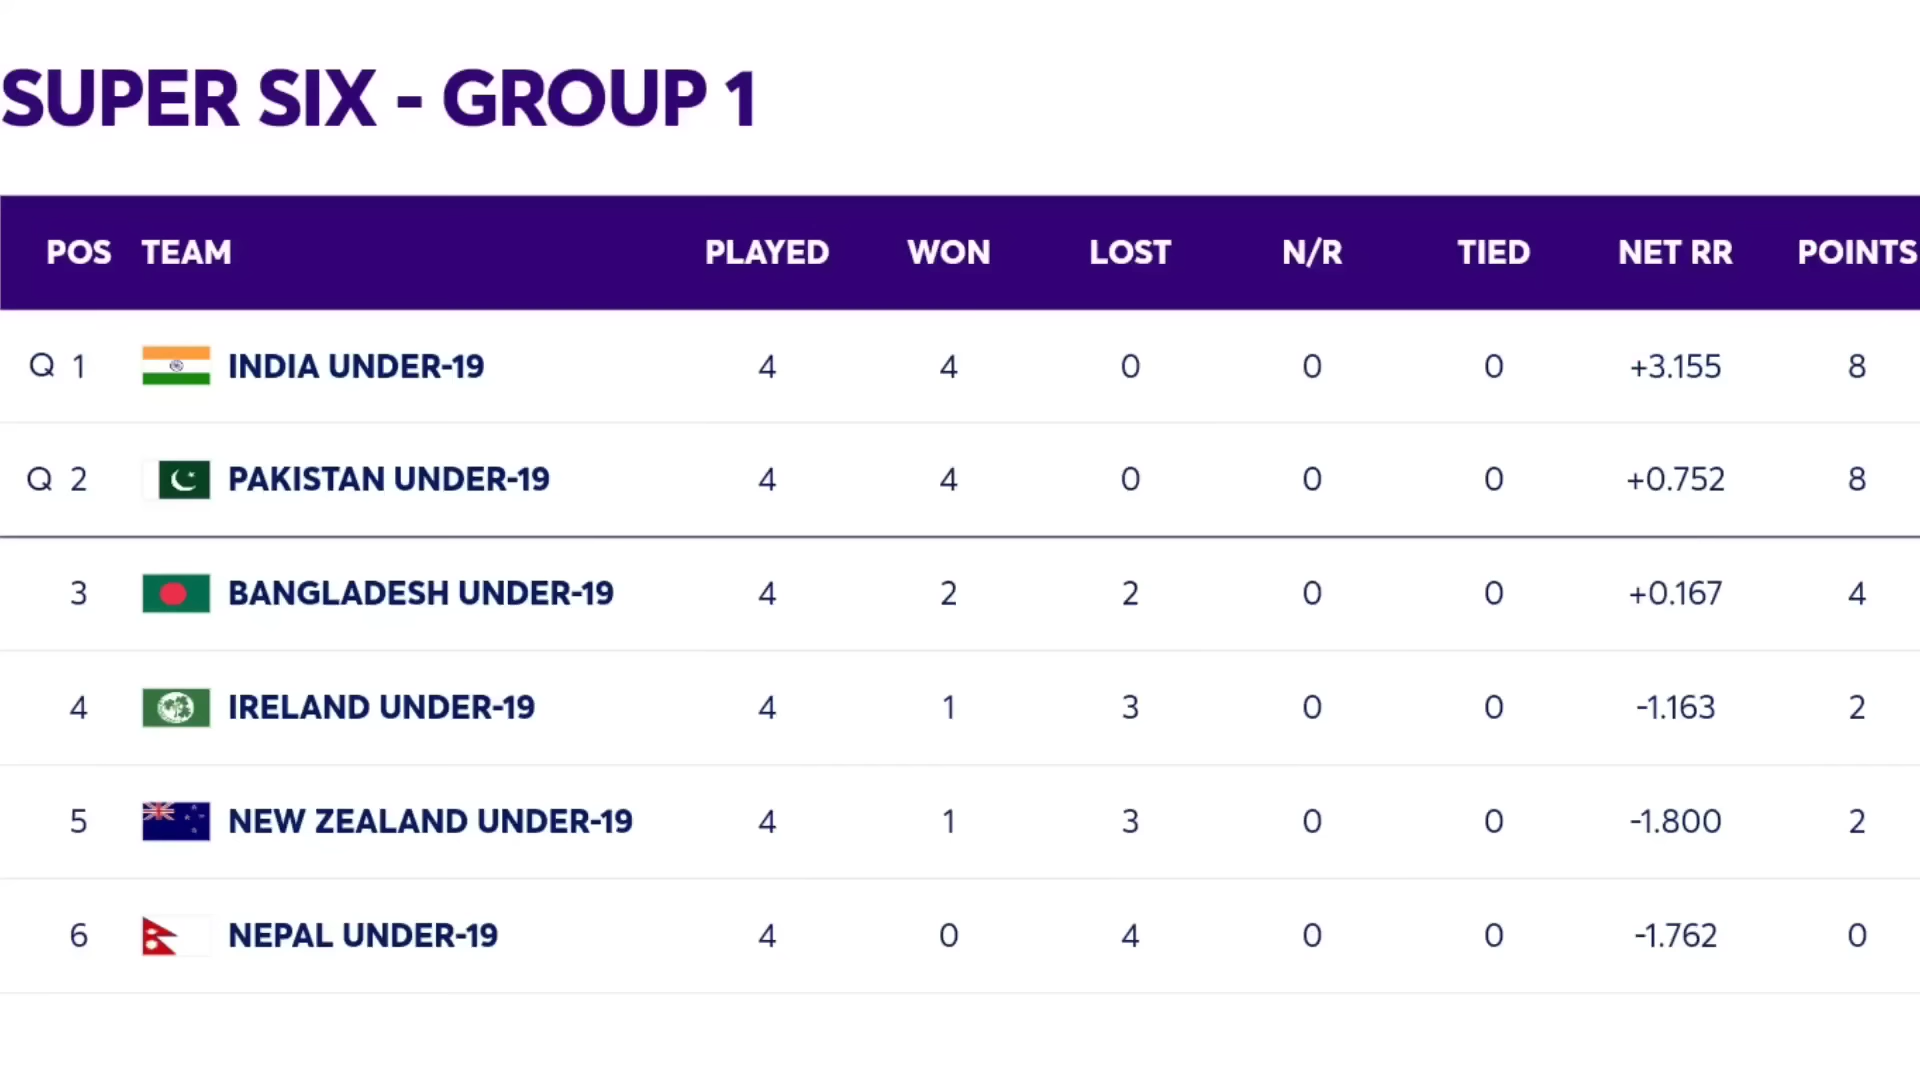 SUPER SIX - GROUP 1
POS TEAM PLAYED WON LOST N/R TIED NET RR POINTS
Q 1 INDIA UNDER-19 4 4 0 0 0 +3.155 8
Q 2 PAKISTAN UNDER-19 4 4 0 0 0 +0.752 8
3 BANGLADESH UNDER-19 4 2 2 0 0 +0.167 4
4 IRELAND UNDER-19 4 1 3 0 0 -1.163 2
5 NEW ZEALAND UNDER-19 4 1 3 0 0 -1.800 2
6 NEPAL UNDER-19 4 0 4 0 0 -1.762 0